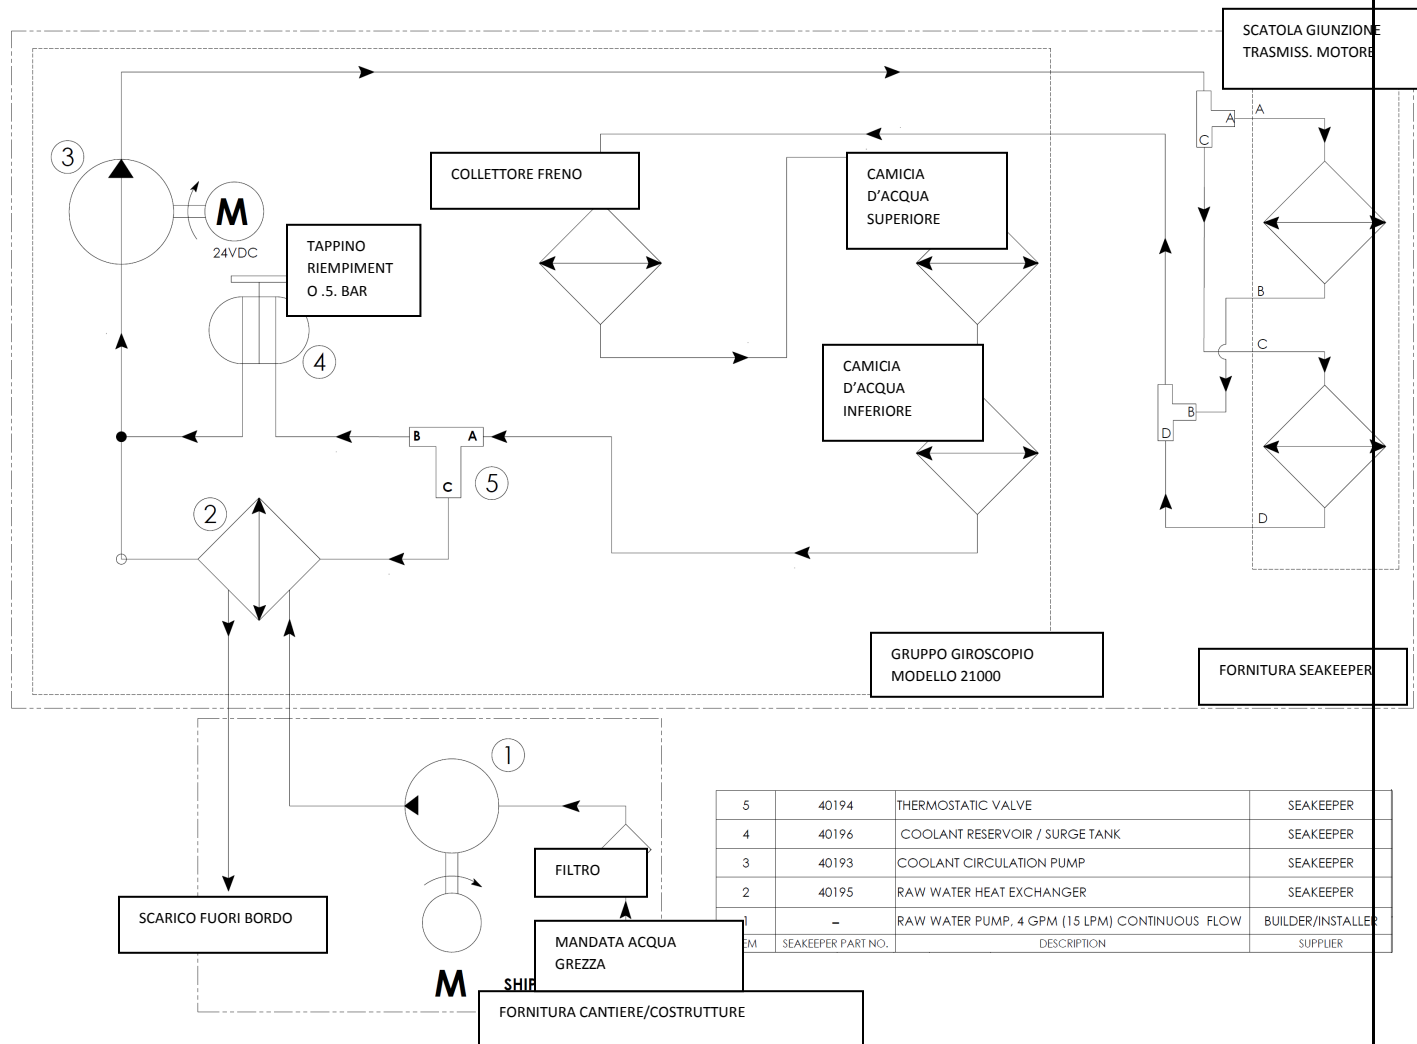 SCATOLA GIUNZIONE
TRASMISS. MOTORE
A
A
C
3
COLLETTORE FRENO
CAMICIA
D'ACQUA
SUPERIORE
M
24VDC
TAPPINO
RIEMPIMENT
O .5. BAR
B
4
C
CAMICIA
D'ACQUA
INFERIORE
B
D
B
A
C
5
2
D
GRUPPO GIROSCOPIO
MODELLO 21000
FORNITURA SEAKEEPER
1
5 40194 THERMOSTATIC VALVE SEAKEEPER
4 40196 COOLANT RESERVOIR / SURGE TANK SEAKEEPER
3 40193 COOLANT CIRCULATION PUMP SEAKEEPER
2 40195 RAW WATER HEAT EXCHANGER SEAKEEPER
1 – RAW WATER PUMP, 4 GPM (15 LPM) CONTINUOUS FLOW BUILDER/INSTALLER
EM SEAKEEPER PART NO. DESCRIPTION SUPPLIER
FILTRO
SCARICO FUORI BORDO
MANDATA ACQUA
GREZZA
M SHIP
FORNITURA CANTIERE/COSTRUTTURE